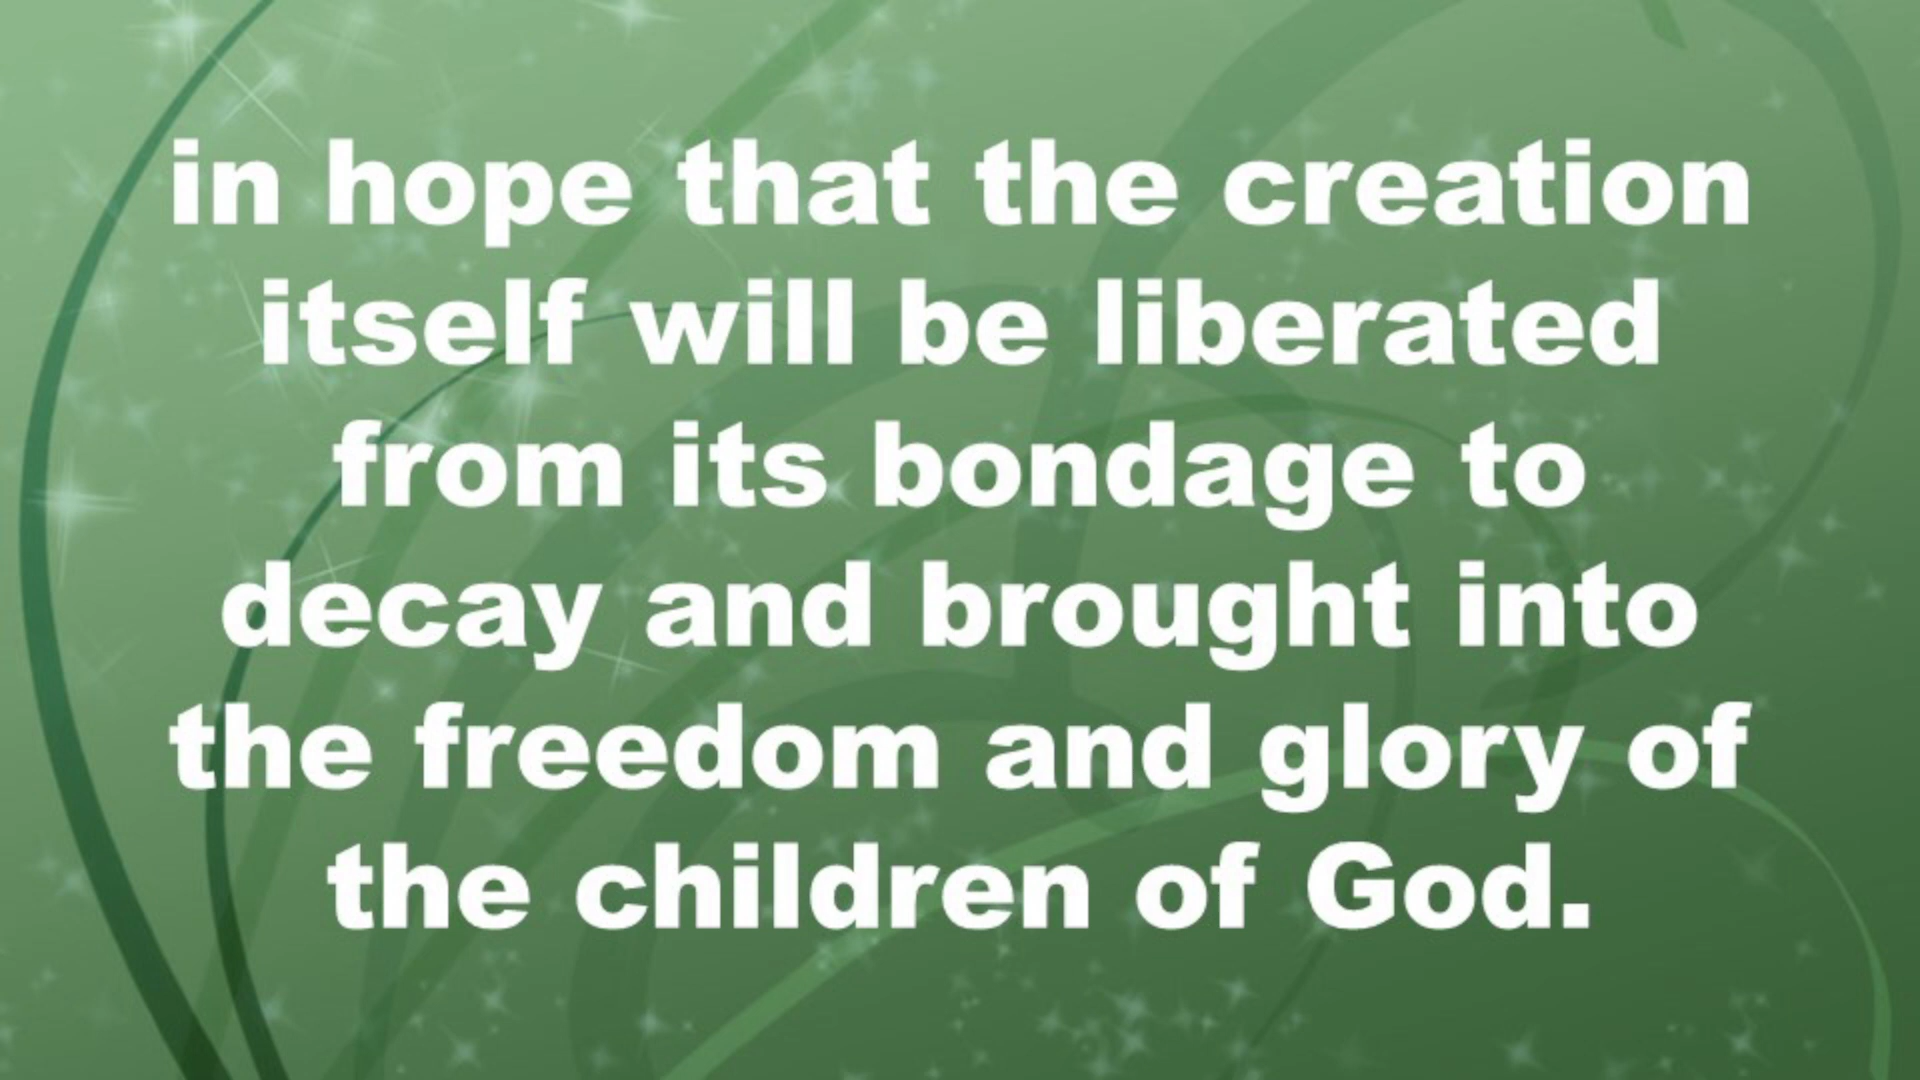 in hope that the creation
itself will be liberated
from its bondage to
decay and brought into
the freedom and glory of
the children of God.